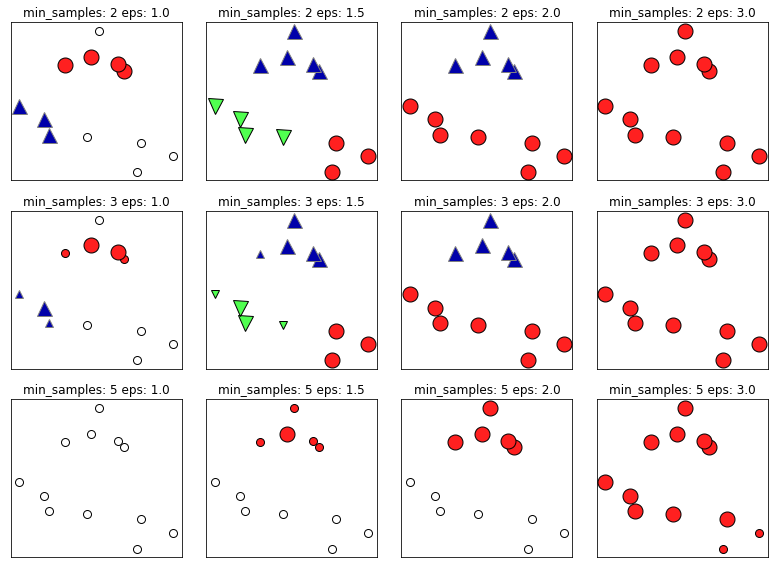 min_samples: 2 eps: 1.0
min_samples: 2 eps: 1.5
min_samples: 2 eps: 2.0
min_samples: 2 eps: 3.0
min_samples: 3 eps: 1.0
min_samples: 3 eps: 1.5
min_samples: 3 eps: 2.0
min_samples: 3 eps: 3.0
min_samples: 5 eps: 1.0
min_samples: 5 eps: 1.5
min_samples: 5 eps: 2.0
min_samples: 5 eps: 3.0